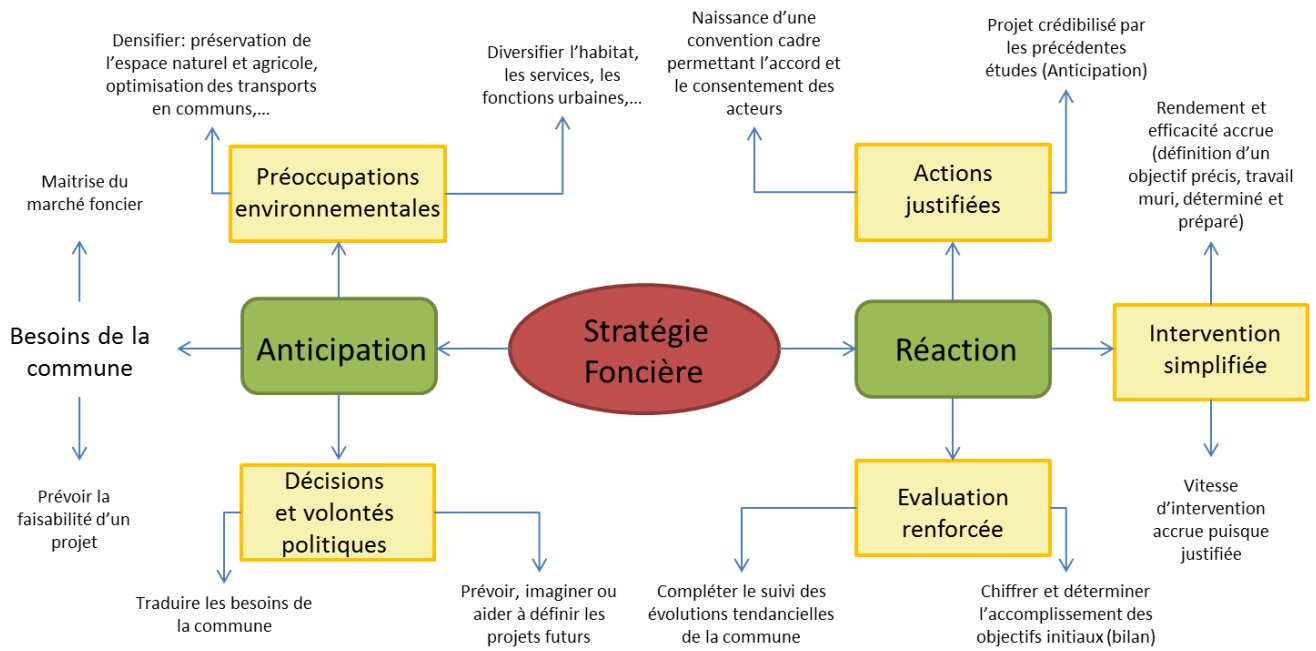 Densifier: préservation de
l'espace naturel et agricole,
optimisation des transports
en communs,...
Diversifier l'habitat,
les services, les
fonctions urbaines,...
Naissance d'une
convention cadre
permettant l'accord et
le consentement des
acteurs
Projet crédibilisé par
les précédentes
études (Anticipation)
Rendement et
efficacité accrue
(définition d'un
objectif précis, travail
muri, déterminé et
préparé)
Maitrise du
marché foncier
Préoccupations
environnementales
Actions
justifiées
Besoins de la
commune
Anticipation
Stratégie
Foncière
Réaction
Intervention
simplifiée
Prévoir la
faisabilité d'un
projet
Décisions
et volontés
politiques
Evaluation
renforcée
Vitesse
d'intervention
accrue puisque
justifiée
Traduire les besoins de
la commune
Prévoir, imaginer ou
aider à définir les
projets futurs
Compléter le suivi des
évolutions tendancielles
de la commune
Chiffrer et déterminer
l'accomplissement des
objectifs initiaux (bilan)